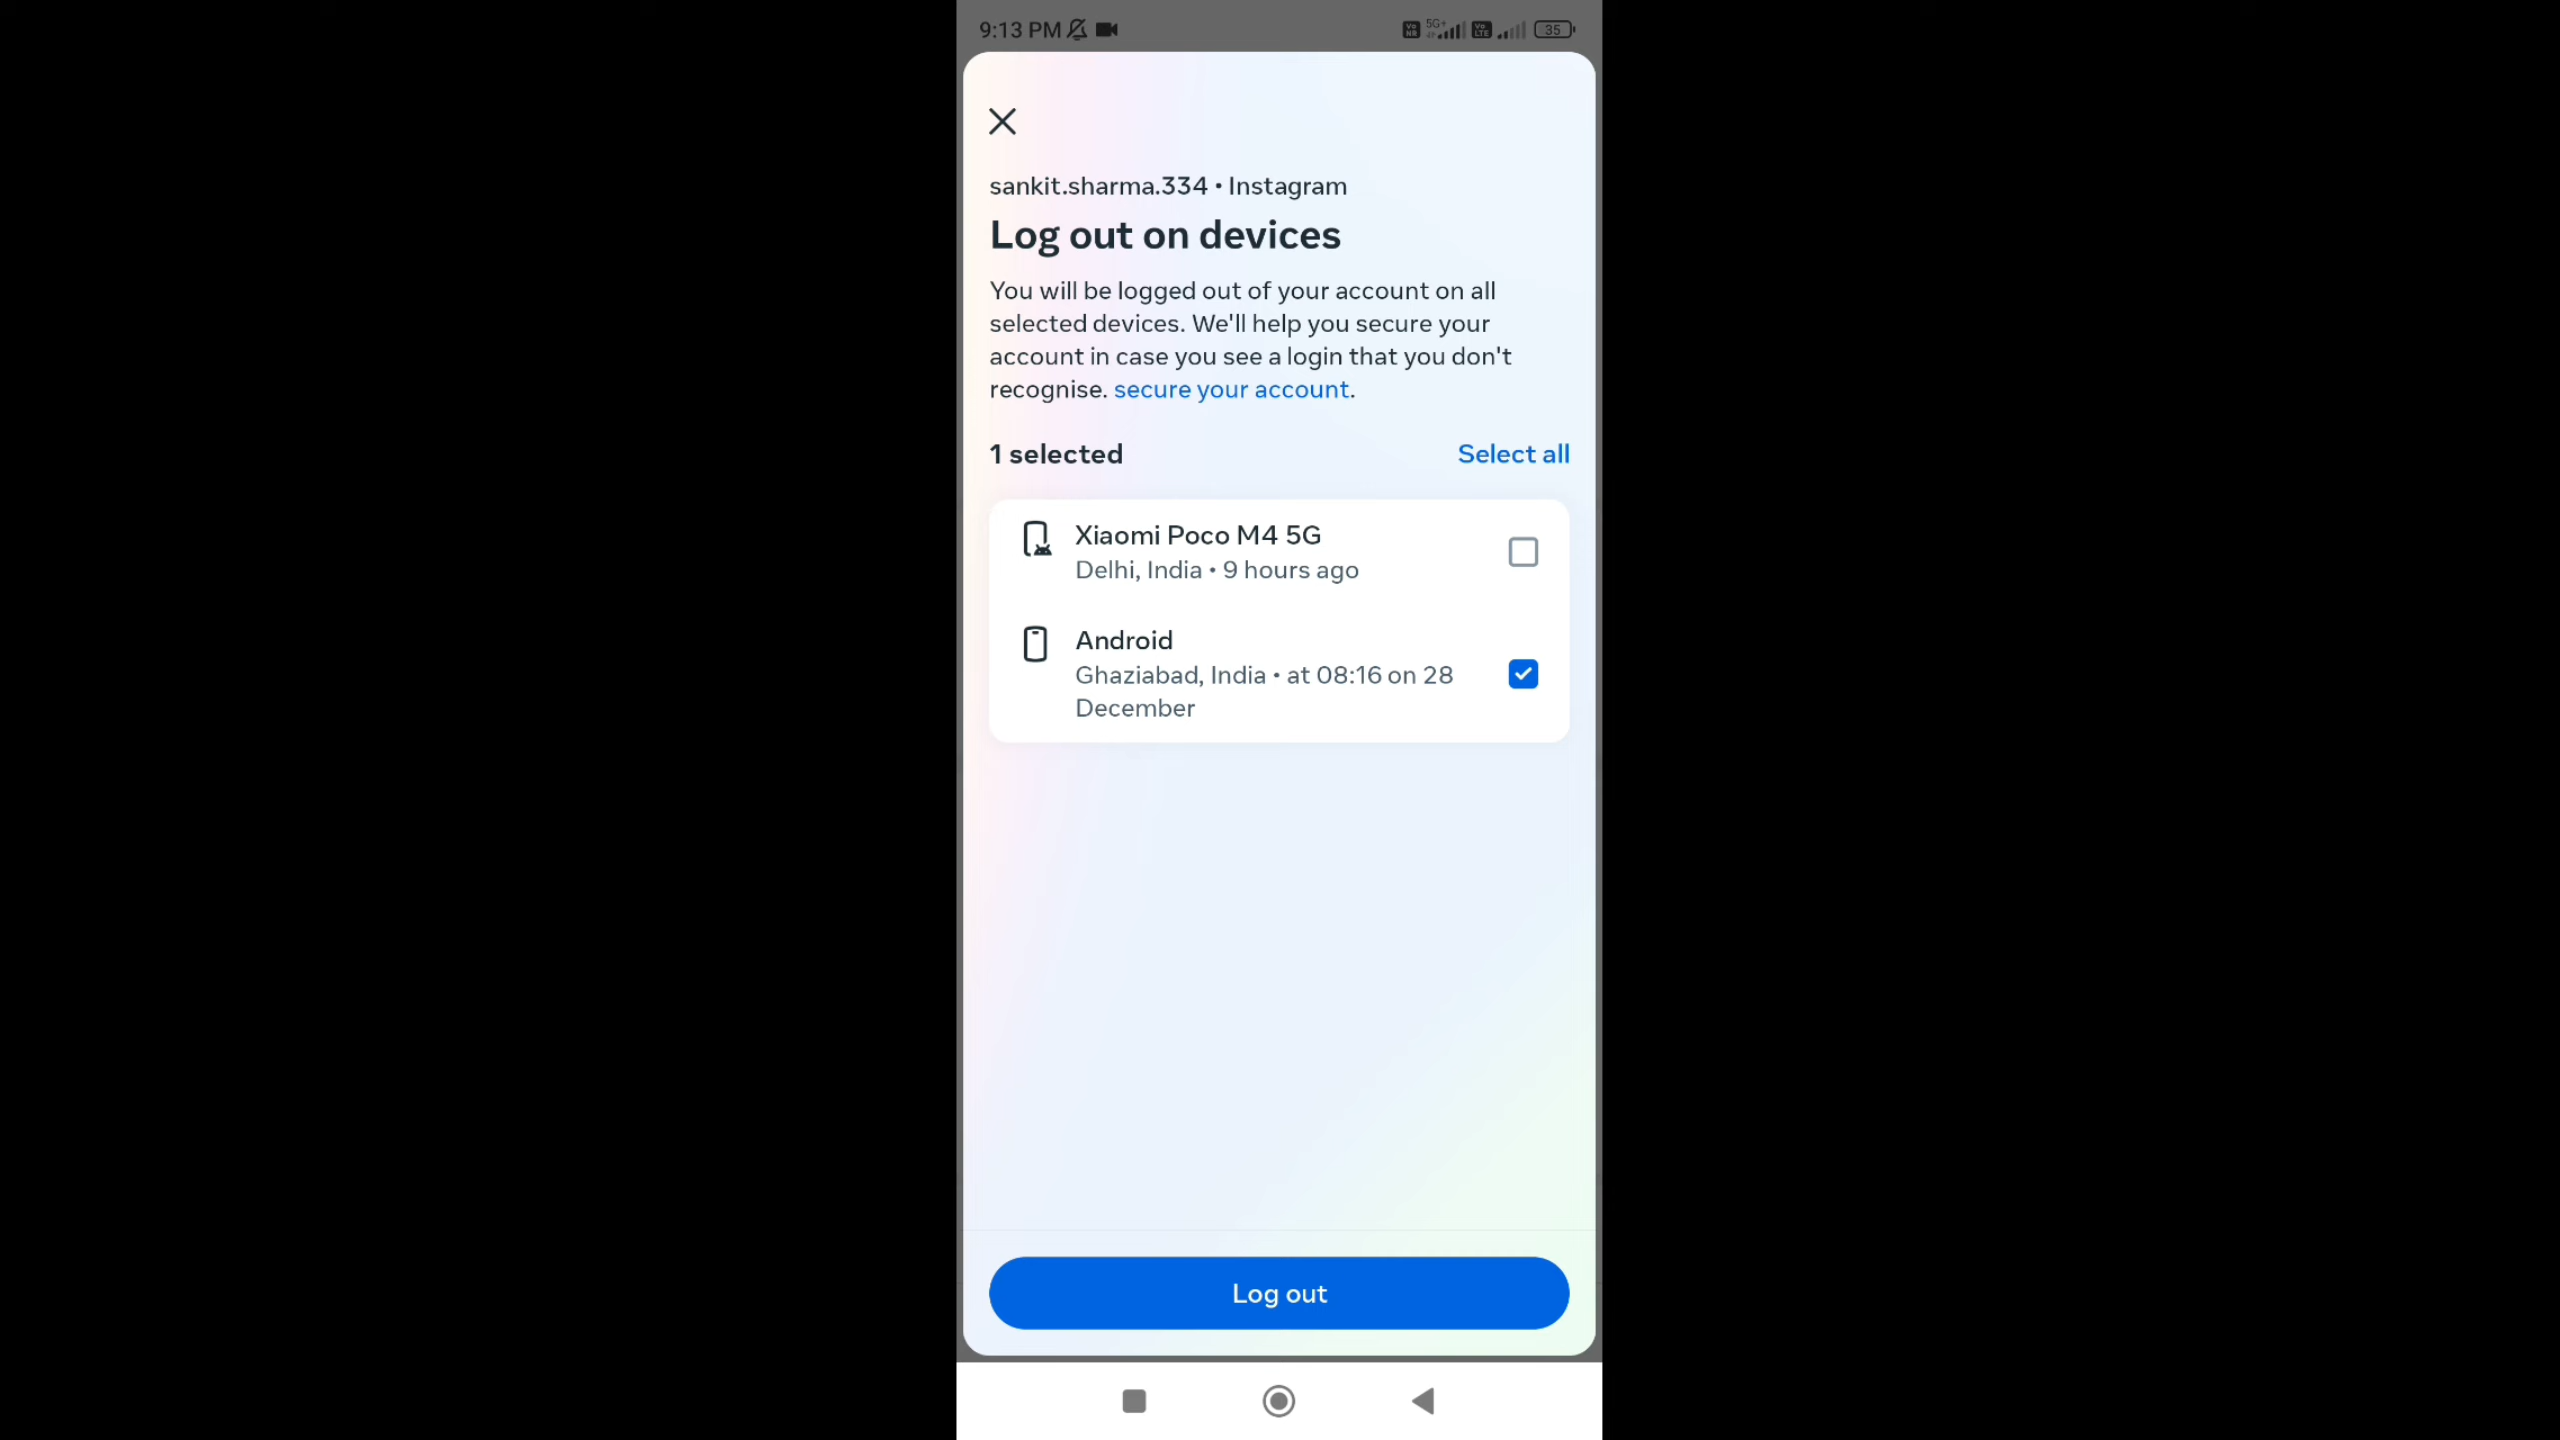 9:13 PM
5G+
35
sankit.sharma.334 • Instagram
Log out on devices
You will be logged out of your account on all
selected devices. We'll help you secure your
account in case you see a login that you don't
recognise. secure your account.
1 selected
Select all
Xiaomi Poco M4 5G
Delhi, India • 9 hours ago
Android
Ghaziabad, India • at 08:16 on 28
December
Log out